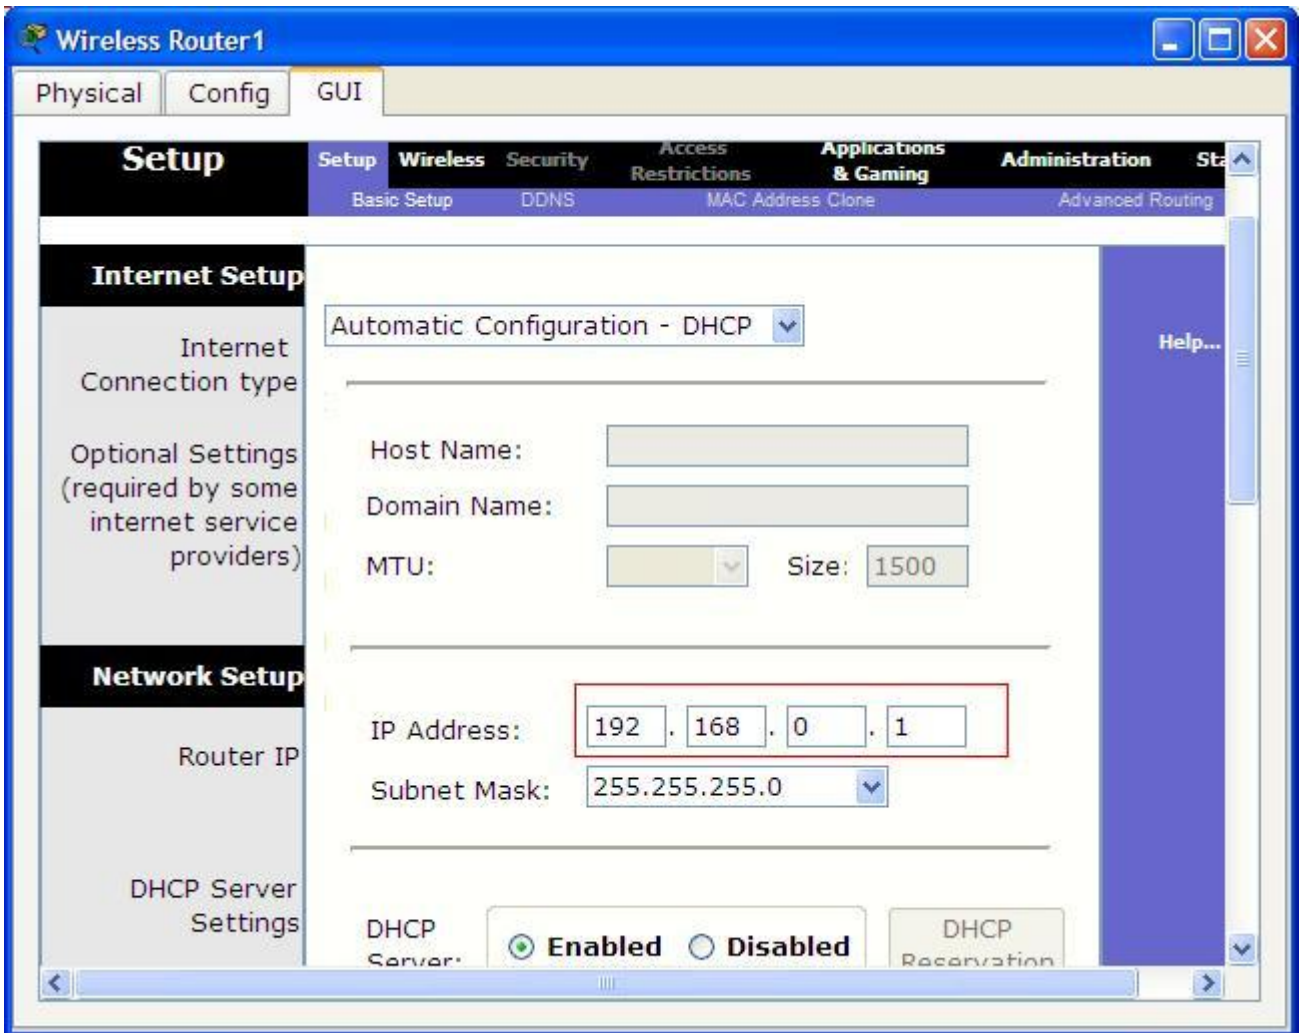 Wireless Router1
Physical Config GUI
Setup
Setup Wireless Security Access Restrictions Applications & Gaming Administration
Basic Setup DDNS MAC Address Clone Advanced Routing
Internet Setup
Automatic Configuration - DHCP
Internet
Connection type
Help...
Optional Settings
(required by some
internet service
providers)
Host Name:
Domain Name:
MTU: Size: 1500
Network Setup
Router IP
IP Address: 192 . 168 . 0 . 1
Subnet Mask: 255.255.255.0
DHCP Server
Settings
DHCP
Server: Enabled Disabled
DHCP
Reservation